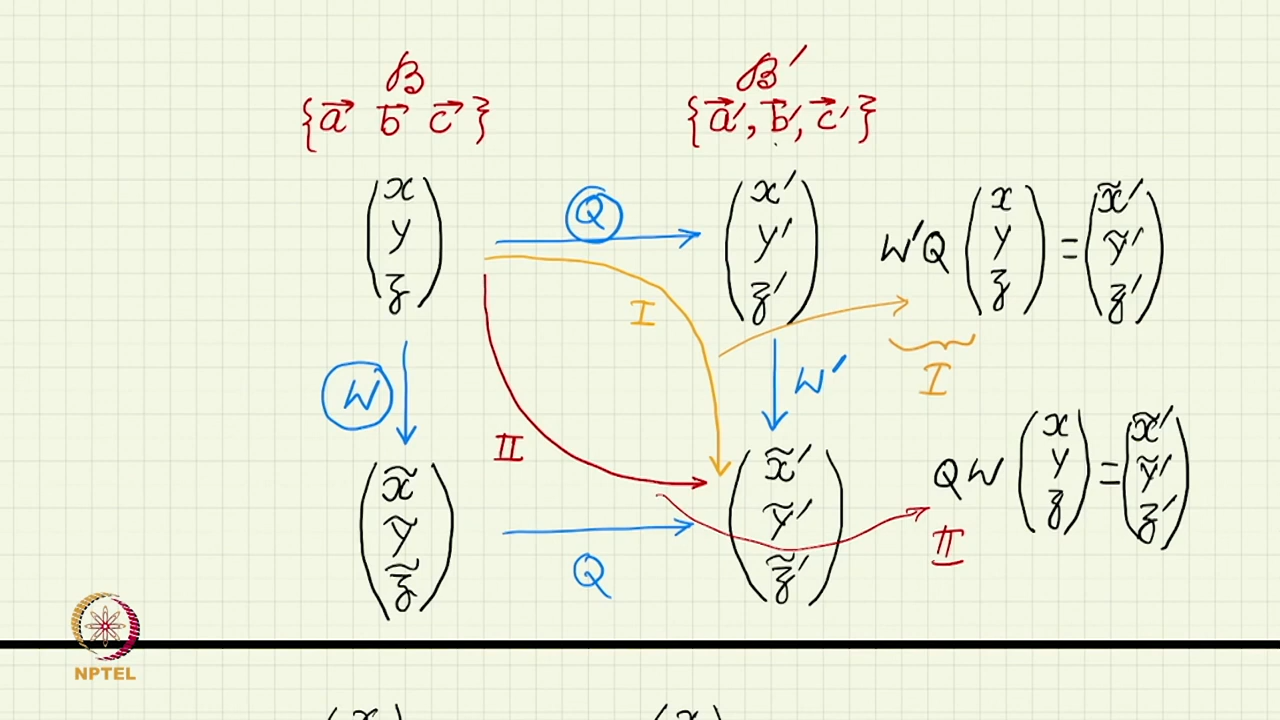 B B′
{a⃗ b⃗ c⃗} {a⃗′, b⃗′, c⃗′}
(x y z) Q (x′ y′ z′) W′Q (x y z) = (x̃′ ỹ′ z̃′)
I
W W′ I
II
(x̃ ỹ z̃) Q (x̃′ ỹ′ z̃′) QW (x y z) = (x̃′ ỹ′ z̃′)
II
NPTEL
(x) (x)